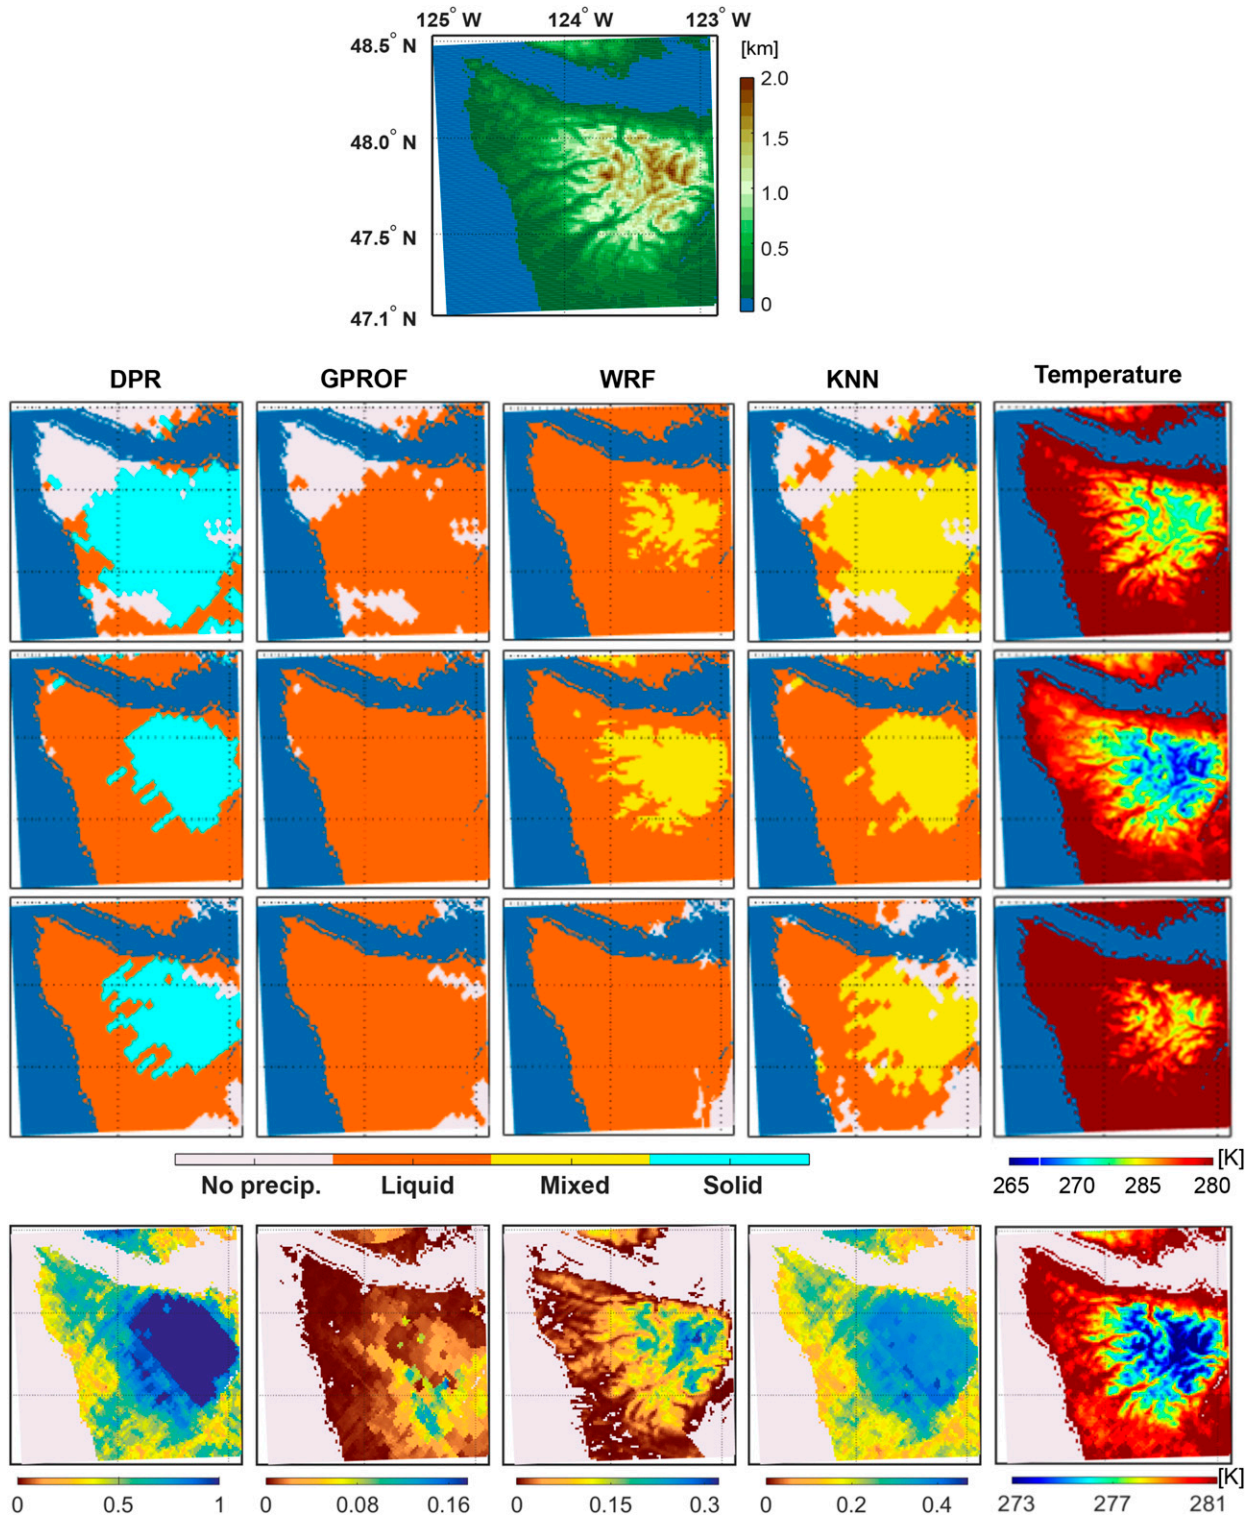 125° W 124° W 123° W
48.5° N
[km]
2.0
1.5
48.0° N
1.0
47.5° N
0.5
0
47.1° N
DPR GPROF WRF KNN Temperature
[K]
No precip. Liquid Mixed Solid
265 270 285 280
[K]
0 0.5 1
0 0.08 0.16
0 0.15 0.3
0 0.2 0.4
273 277 281